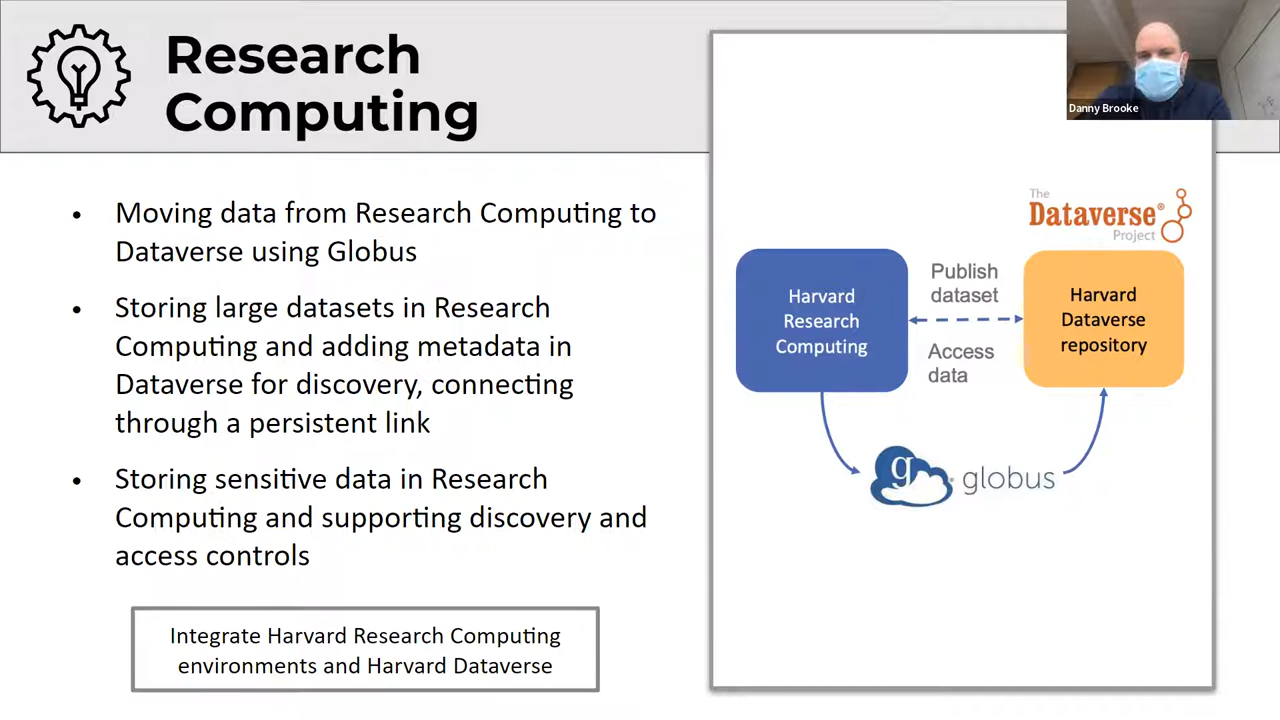 Research
Computing
Danny Brooke
• Moving data from Research Computing to
Dataverse using Globus
• Storing large datasets in Research
Computing and adding metadata in
Dataverse for discovery, connecting
through a persistent link
• Storing sensitive data in Research
Computing and supporting discovery and
access controls
Integrate Harvard Research Computing
environments and Harvard Dataverse
The
Dataverse®
Project
Harvard
Research
Computing
Publish
dataset
Access
data
Harvard
Dataverse
repository
g
globus